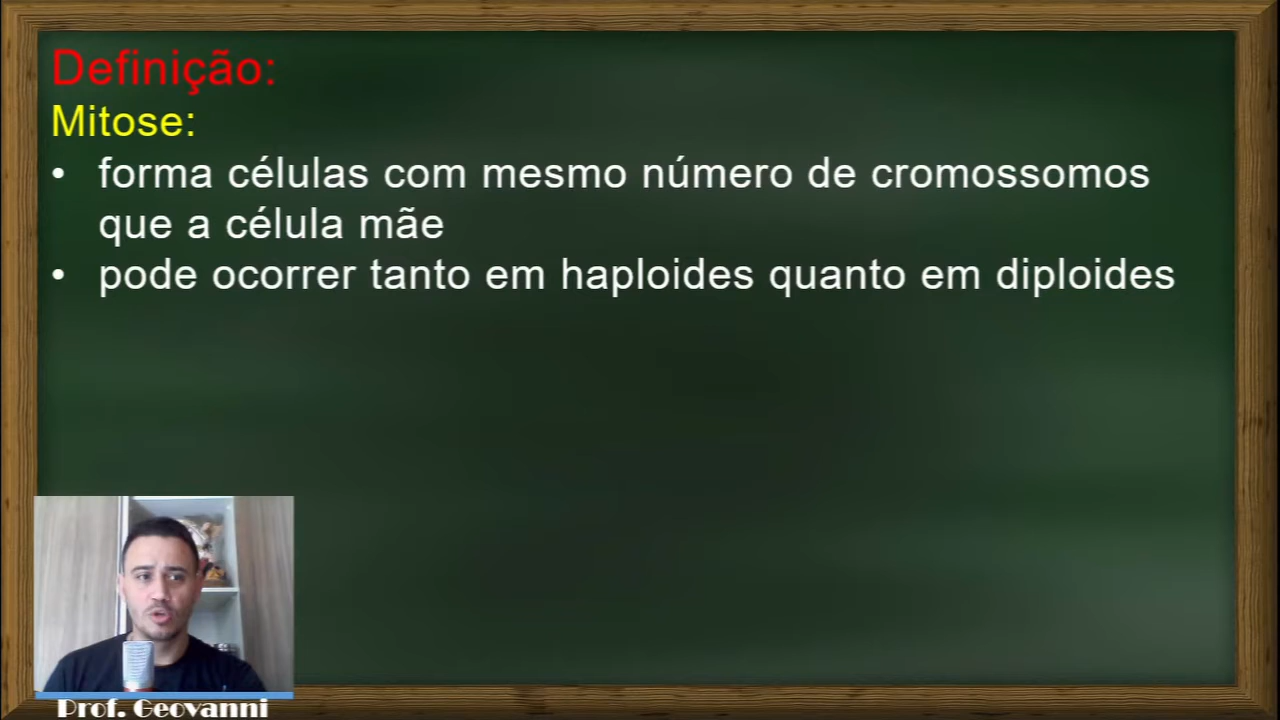 Definição:
Mitose:
• forma células com mesmo número de cromossomos
que a célula mãe
• pode ocorrer tanto em haploides quanto em diploides
Prof. Geovanni